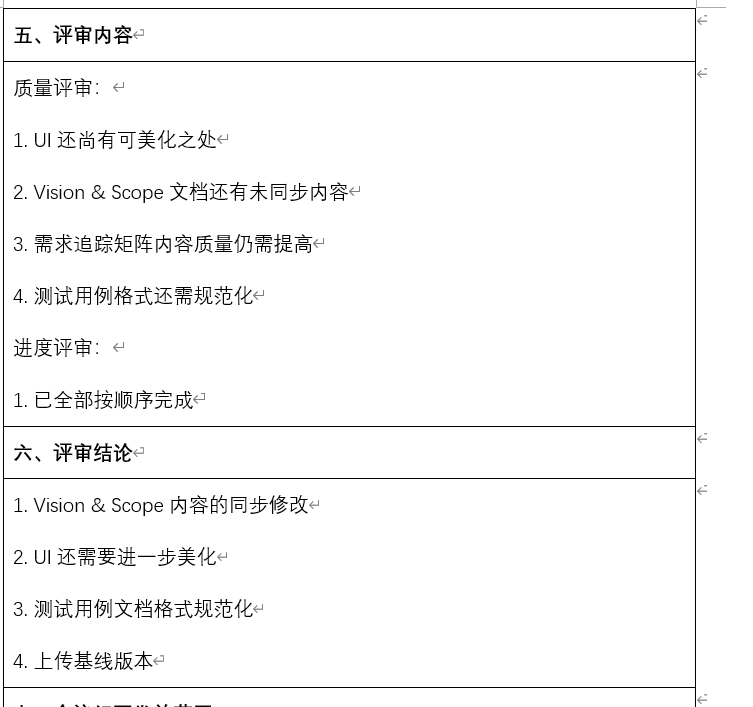 五、评审内容
质量评审：
1. UI 还尚有可美化之处
2. Vision & Scope 文档还有未同步内容
3. 需求追踪矩阵内容质量仍需提高
4. 测试用例格式还需规范化
进度评审：
1. 已全部按顺序完成
六、评审结论
1. Vision & Scope 内容的同步修改
2. UI 还需要进一步美化
3. 测试用例文档格式规范化
4. 上传基线版本